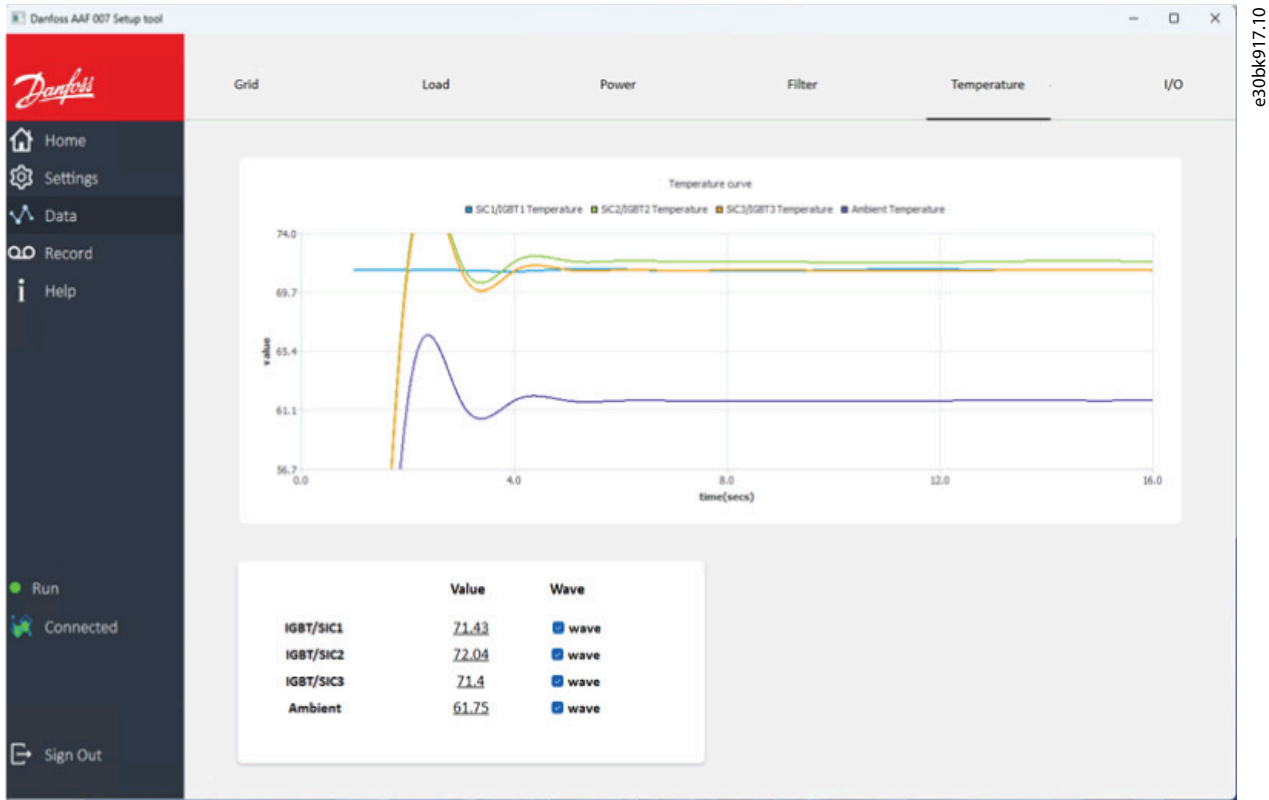 Danfoss AAF 007 Setup tool
e30bk917.10
Danfoss
Grid Load Power Filter Temperature I/O
Home
Settings
Data
Record
Help
Temperature curve
SiC1/IGBT1 Temperature SiC2/IGBT2 Temperature SiC3/IGBT3 Temperature Ambient Temperature
74.0
69.7
65.4
61.1
56.7
value
0.0 4.0 8.0 12.0 16.0
time(secs)
Run
Connected
Value Wave
IGBT/SIC1 71.43 wave
IGBT/SIC2 72.04 wave
IGBT/SIC3 71.4 wave
Ambient 61.75 wave
Sign Out